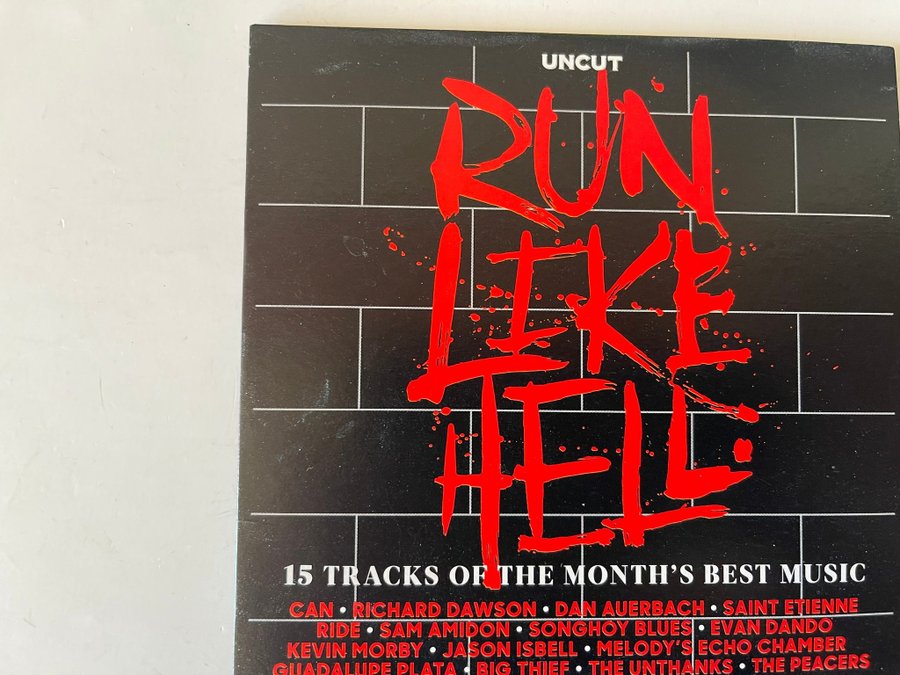 UNCUT
RUN
LIKE
HELL.
15 TRACKS OF THE MONTH'S BEST MUSIC
CAN • RICHARD DAWSON • DAN AUERBACH • SAINT ETIENNE
RIDE • SAM AMIDON • SONGHOY BLUES • EVAN DANDO
KEVIN MORBY • JASON ISBELL • MELODY'S ECHO CHAMBER
GUADALUPE PLATA • BIG THIEF • THE UNTHANKS • THE PEACERS